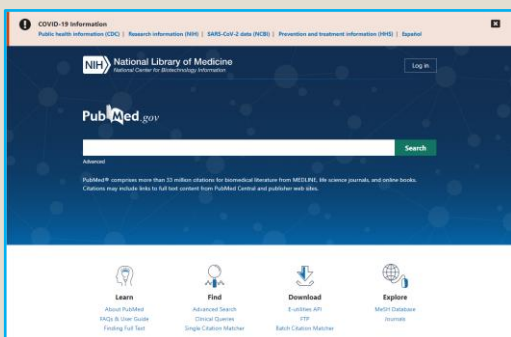 COVID-19 Information
Public health information (CDC) | Research information (NIH) | SARS-CoV-2 data (NCBI) | Prevention and treatment information (HHS) | Español
NIH National Library of Medicine
National Center for Biotechnology Information
Log in
PubMed.gov
Search
Advanced
PubMed® comprises more than 33 million citations for biomedical literature from MEDLINE, life science journals, and online books.
Citations may include links to full text content from PubMed Central and publisher web sites.
Learn
About PubMed
FAQs & User Guide
Finding Full Text
Find
Advanced Search
Clinical Queries
Single Citation Matcher
Download
E-utilities API
FTP
Batch Citation Matcher
Explore
MeSH Database
Journals